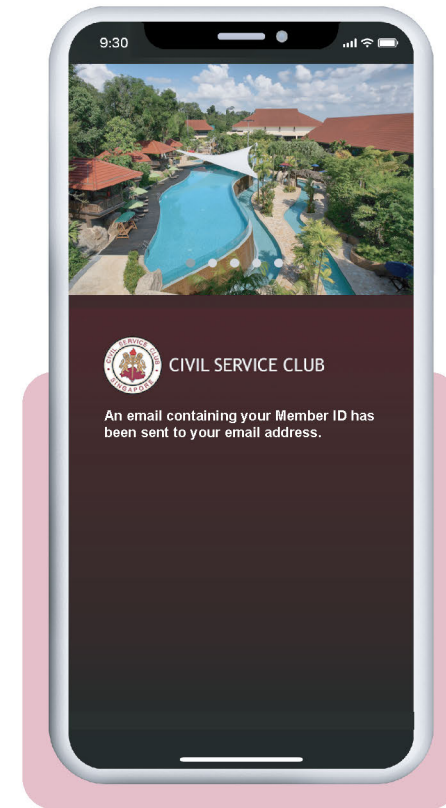 9:30
CIVIL SERVICE CLUB
SINGAPORE
CIVIL SERVICE CLUB
An email containing your Member ID has
been sent to your email address.